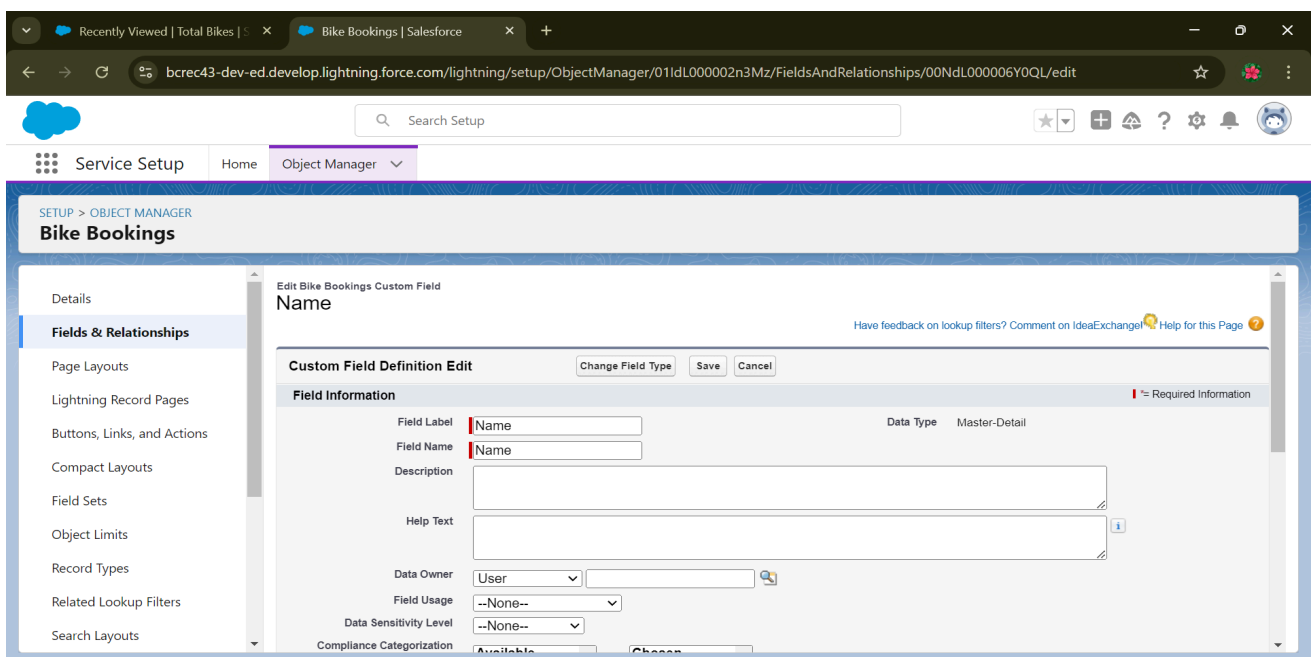 Recently Viewed | Total Bikes | S
Bike Bookings | Salesforce
bcrec43-dev-ed.develop.lightning.force.com/lightning/setup/ObjectManager/01IdL000002n3Mz/FieldsAndRelationships/00NdL000006Y0QL/edit
Search Setup
Service Setup
Home
Object Manager
SETUP > OBJECT MANAGER
Bike Bookings
Details
Fields & Relationships
Page Layouts
Lightning Record Pages
Buttons, Links, and Actions
Compact Layouts
Field Sets
Object Limits
Record Types
Related Lookup Filters
Search Layouts
Edit Bike Bookings Custom Field
Name
Have feedback on lookup filters? Comment on IdeaExchange! Help for this Page
Custom Field Definition Edit Change Field Type Save Cancel
Field Information *= Required Information
Field Label Name Data Type Master-Detail
Field Name Name
Description
Help Text
Data Owner User
Field Usage --None--
Data Sensitivity Level --None--
Compliance Categorization Available Chosen